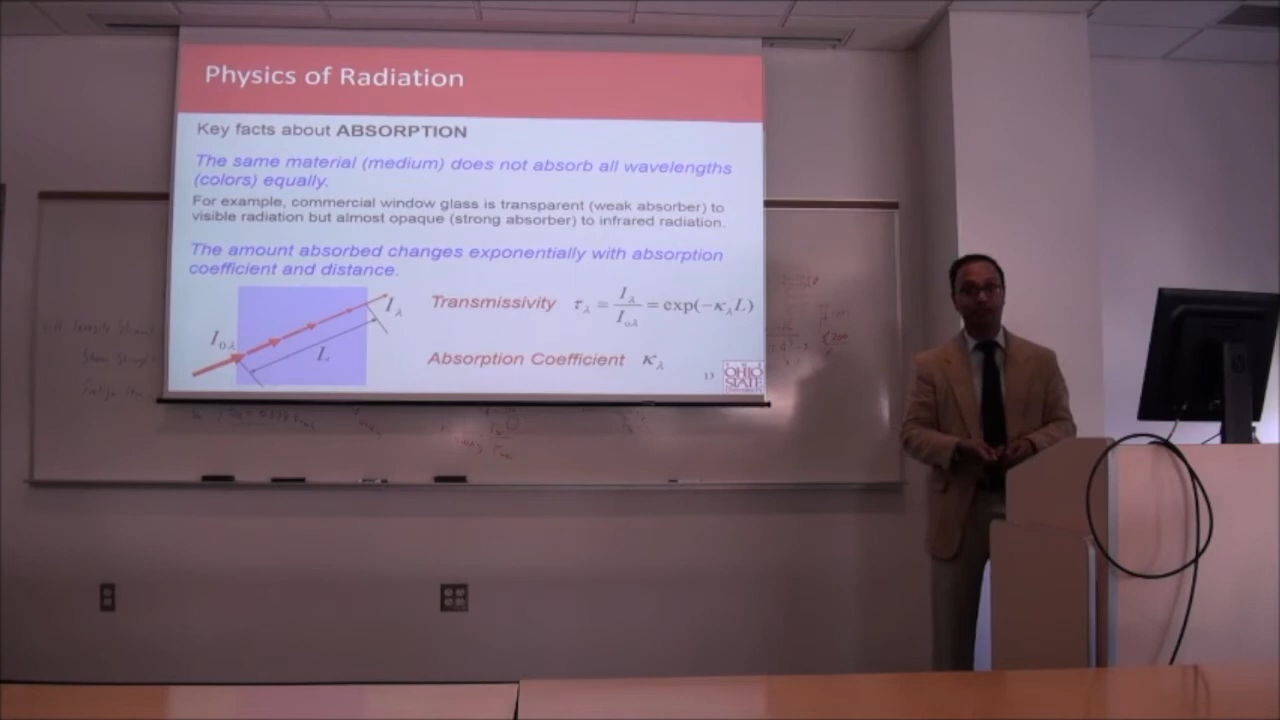 Physics of Radiation
Key facts about ABSORPTION
The same material (medium) does not absorb all wavelengths
(colors) equally.
For example, commercial window glass is transparent (weak absorber) to
visible radiation but almost opaque (strong absorber) to infrared radiation.
The amount absorbed changes exponentially with absorption
coefficient and distance.
I₀λ
L
Iλ
Transmissivity τλ = Iλ / I₀λ = exp(−κλL)
Absorption Coefficient κλ
13
THE
OHIO
STATE
UNIVERSITY